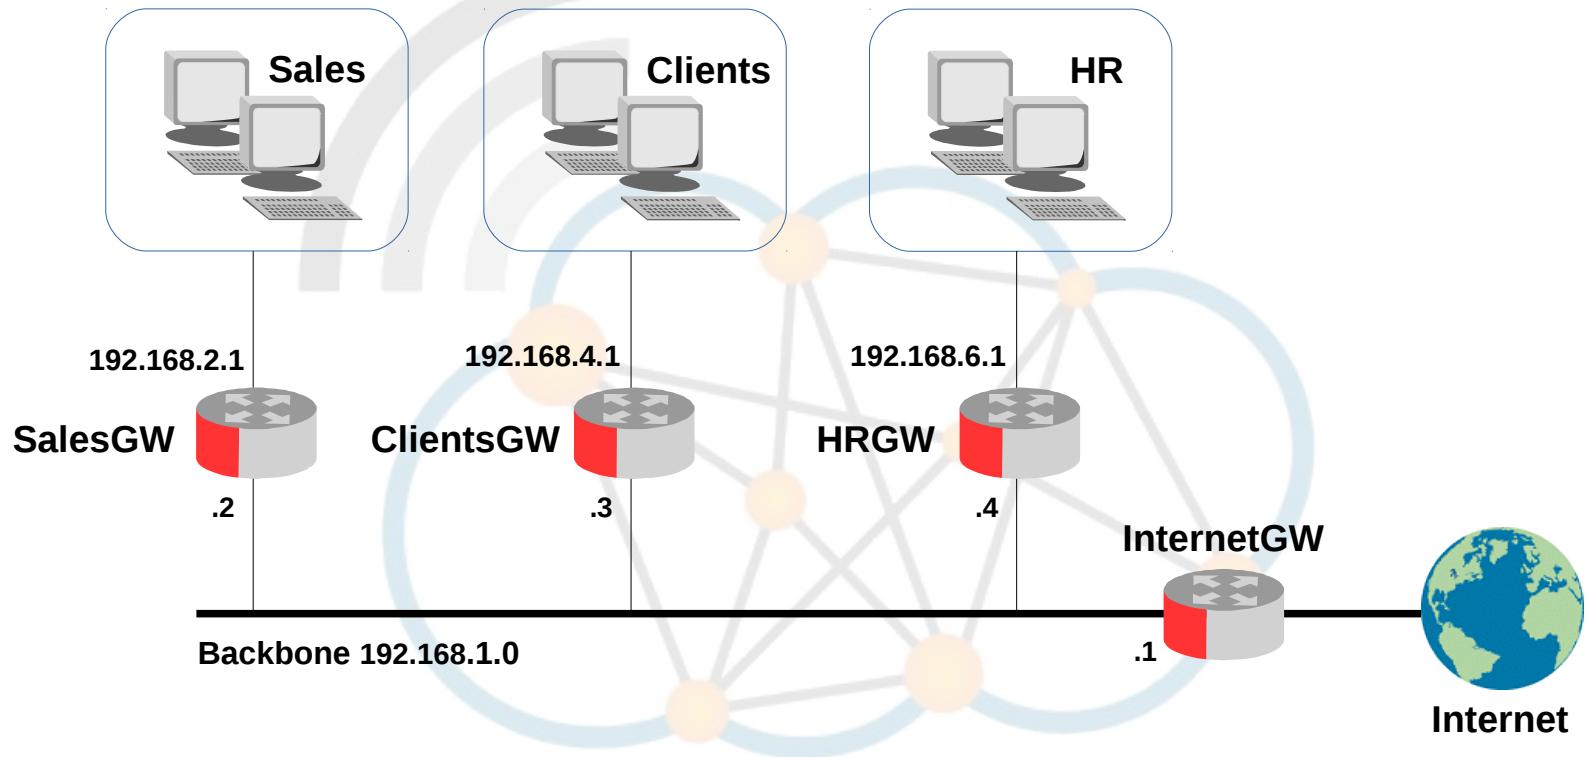 Sales
Clients
HR
192.168.2.1
192.168.4.1
192.168.6.1
SalesGW
ClientsGW
HRGW
.2
.3
.4
InternetGW
Backbone 192.168.1.0
.1
Internet